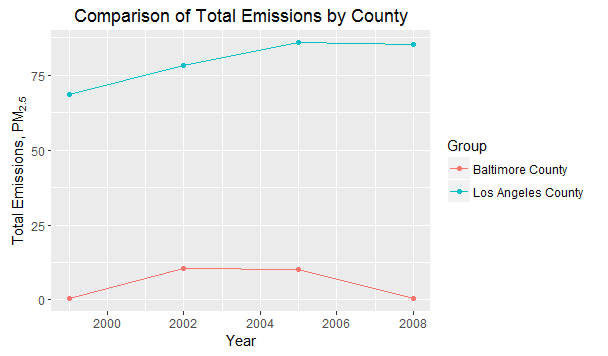 Comparison of Total Emissions by County
Total Emissions, PM2.5
75
50
25
0
2000 2002 2004 2006 2008
Year
Group
Baltimore County
Los Angeles County